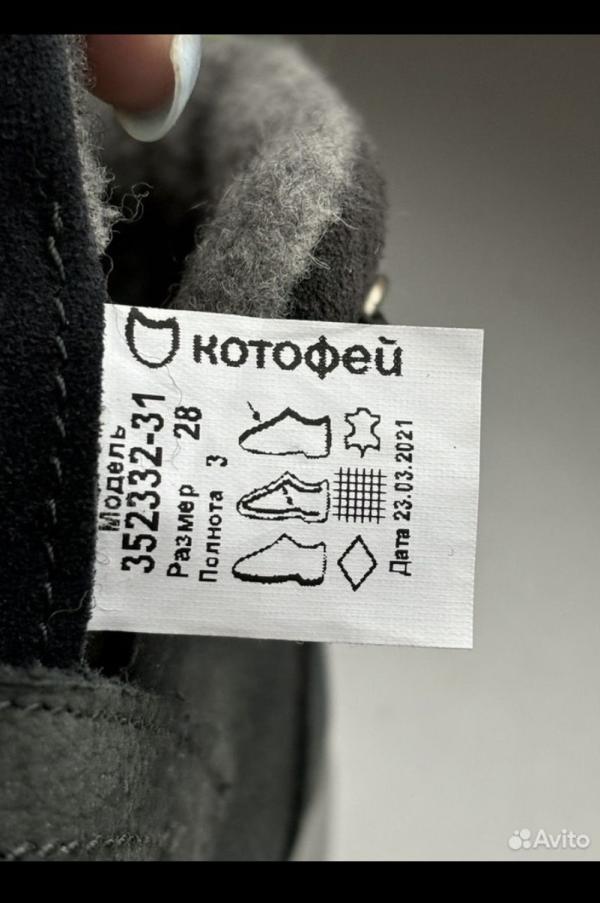 котофей
Модель
352332-31
Размер 28
Полнота 3
Дата 23.03.2021
Avito